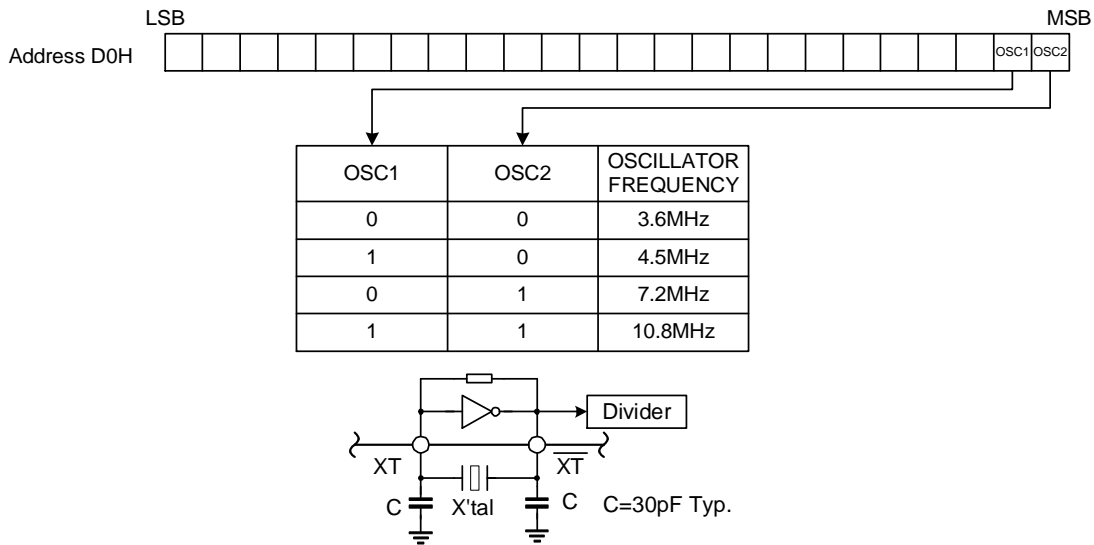 LSB MSB
Address D0H OSC1 OSC2
OSC1 OSC2 OSCILLATOR
FREQUENCY
0 0 3.6MHz
1 0 4.5MHz
0 1 7.2MHz
1 1 10.8MHz
Divider
XT XT
C X'tal C C=30pF Typ.